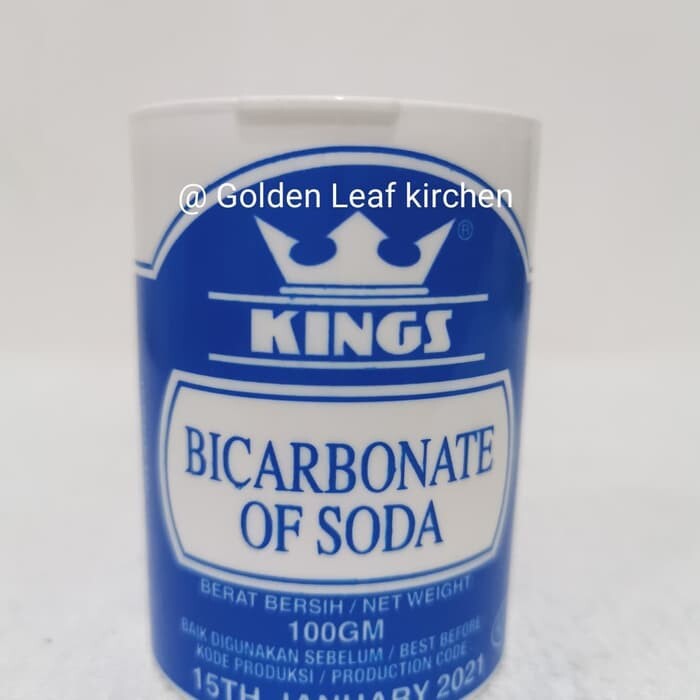 @ Golden Leaf kirchen
®
KINGS
BICARBONATE
OF SODA
BERAT BERSIH / NET WEIGHT
100GM
BAIK DIGUNAKAN SEBELUM / BEST BEFORE
KODE PRODUKSI / PRODUCTION CODE
15TH JANUARY 2021